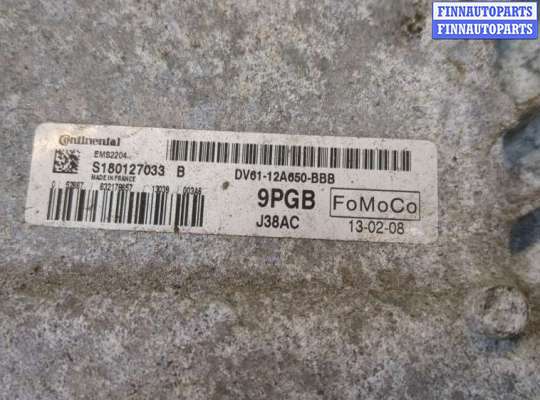 FINNAUTOPARTS
FINNAUTOPARTS
Continental
EMS2204..
S180127033 B
MADE IN FRANCE
DV61-12A650-BBB
9PGB
FoMoCo
J38AC
13-02-08